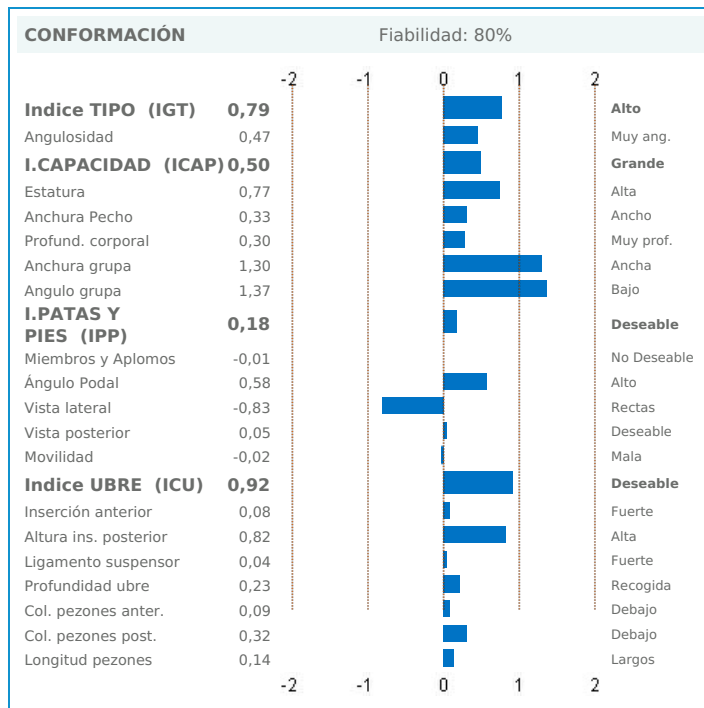 CONFORMACIÓN Fiabilidad: 80%
-2 -1 0 1 2
Indice TIPO (IGT) 0,79 Alto
Angulosidad 0,47 Muy ang.
I.CAPACIDAD (ICAP) 0,50 Grande
Estatura 0,77 Alta
Anchura Pecho 0,33 Ancho
Profund. corporal 0,30 Muy prof.
Anchura grupa 1,30 Ancha
Angulo grupa 1,37 Bajo
I.PATAS Y
PIES (IPP) 0,18 Deseable
Miembros y Aplomos -0,01 No Deseable
Ángulo Podal 0,58 Alto
Vista lateral -0,83 Rectas
Vista posterior 0,05 Deseable
Movilidad -0,02 Mala
Indice UBRE (ICU) 0,92 Deseable
Inserción anterior 0,08 Fuerte
Altura ins. posterior 0,82 Alta
Ligamento suspensor 0,04 Fuerte
Profundidad ubre 0,23 Recogida
Col. pezones anter. 0,09 Debajo
Col. pezones post. 0,32 Debajo
Longitud pezones 0,14 Largos
-2 -1 0 1 2